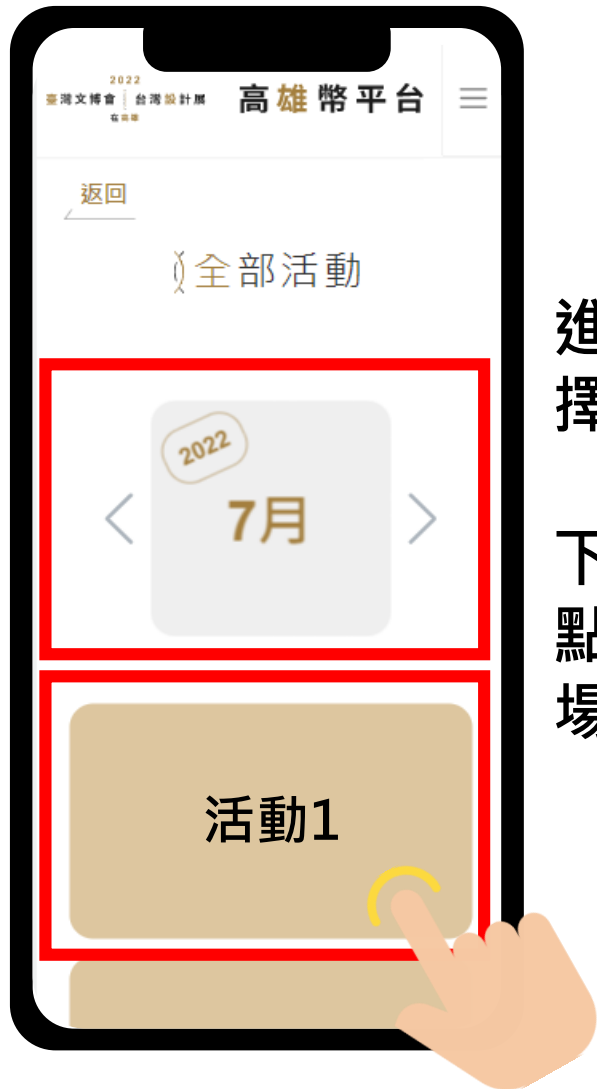 2022
臺灣文博會 台灣設計展
在高雄
高雄幣平台
返回
全部活動
2022
7月
活動1
進
擇
下
點
場